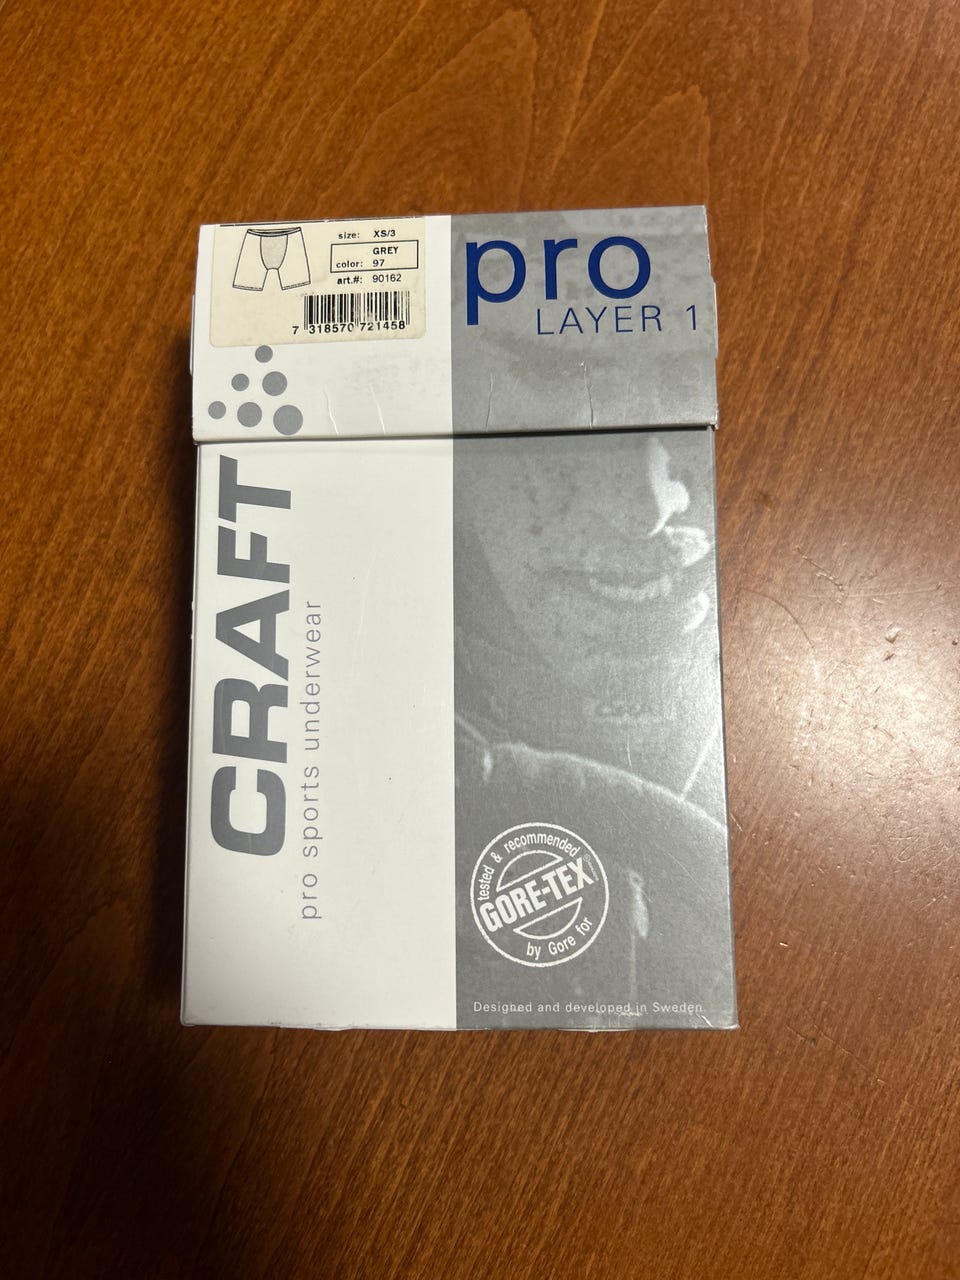 size: XS/3
GREY
color: 97
art.#: 90162
7 318570 721458
pro
LAYER 1
CRAFT
pro sports underwear
tested & recommended
GORE-TEX
by Gore for
Designed and developed in Sweden